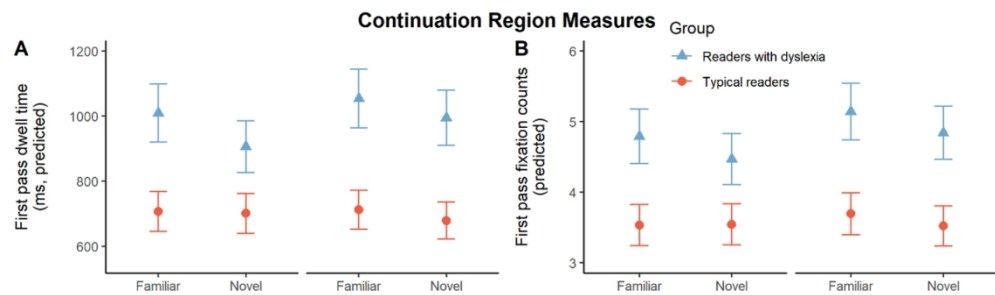 Continuation Region Measures
A
First pass dwell time
(ms, predicted)
1200
1000
800
600
Familiar
Novel
Familiar
Novel
B
Group
Readers with dyslexia
Typical readers
First pass fixation counts
(predicted)
6
5
4
3
Familiar
Novel
Familiar
Novel